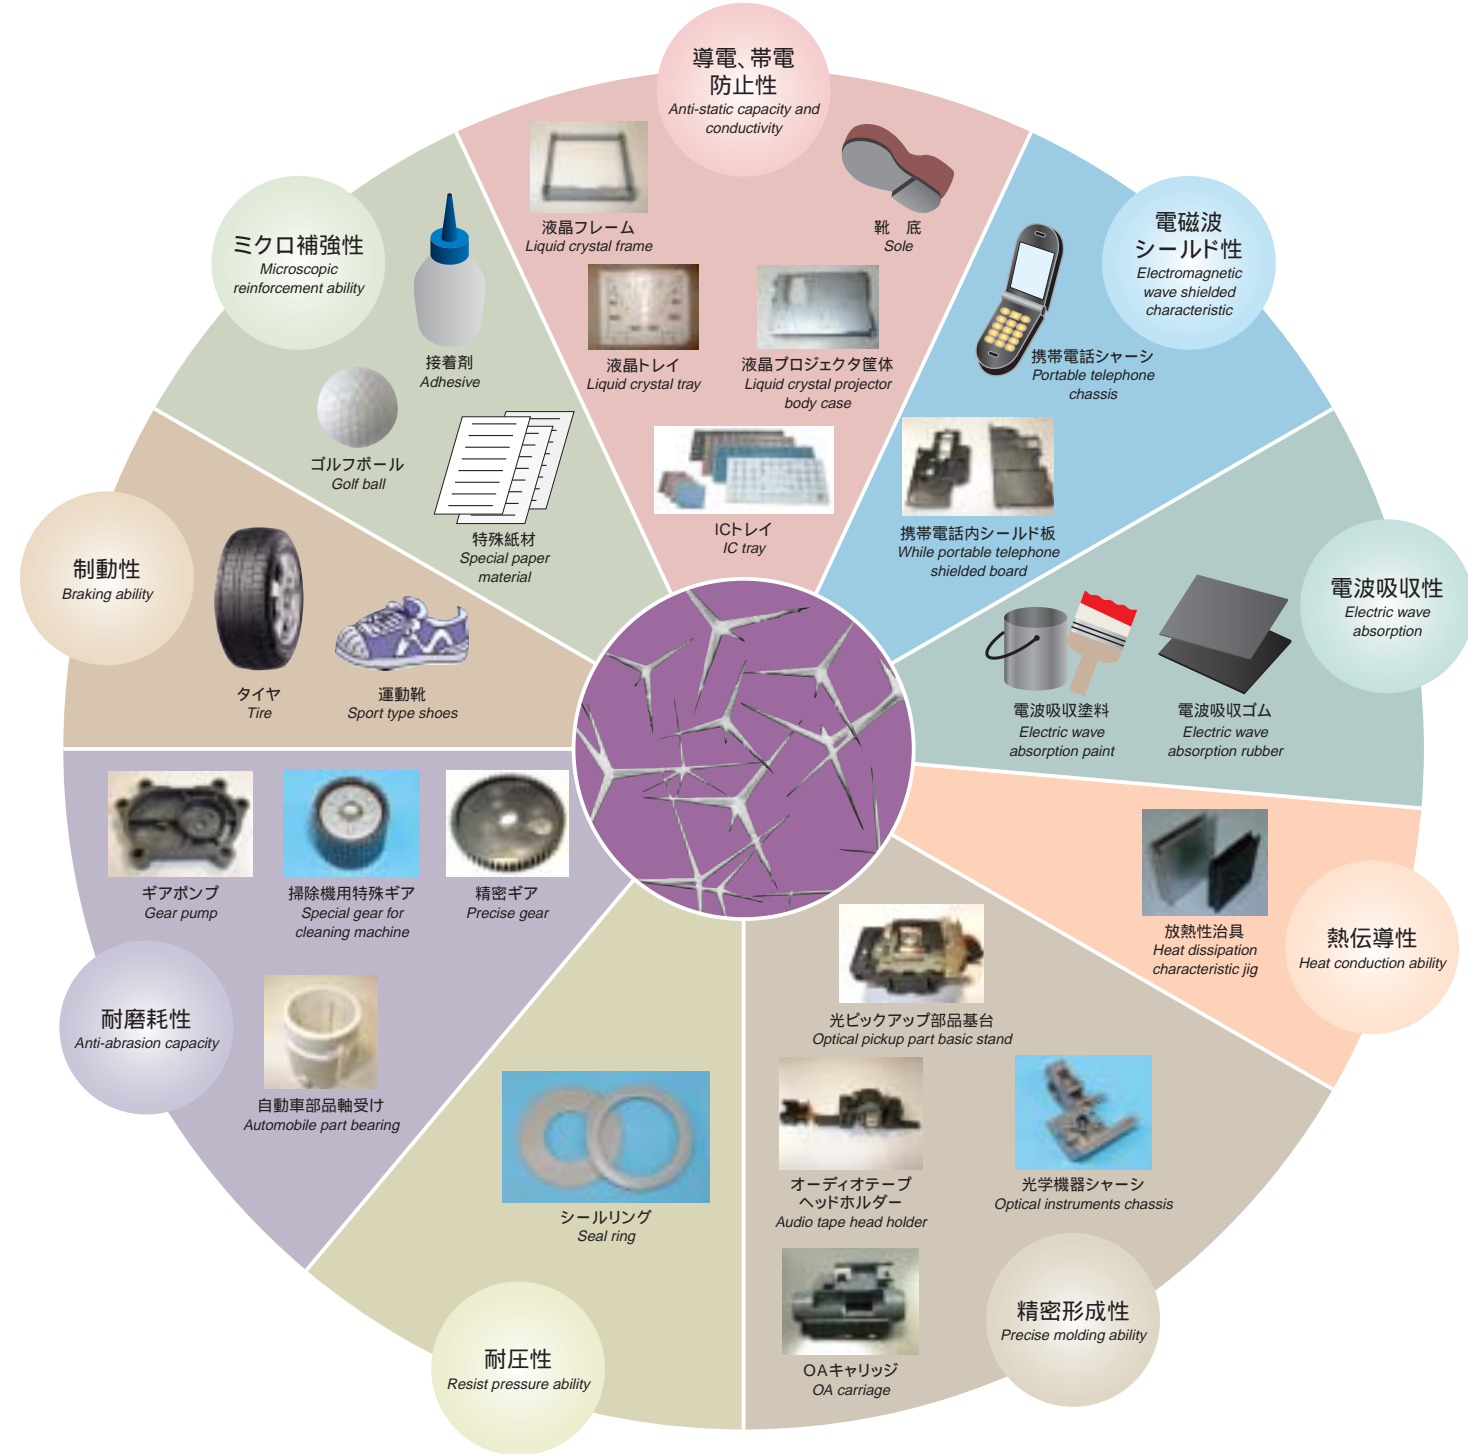 導電、帯電
防止性
Anti-static capacity and
conductivity
液晶フレーム
Liquid crystal frame
靴 底
Sole
液晶トレイ
Liquid crystal tray
液晶プロジェクタ筐体
Liquid crystal projector
body case
ICトレイ
IC tray
電磁波
シールド性
Electromagnetic
wave shielded
characteristic
携帯電話シャーシ
Portable telephone
chassis
携帯電話内シールド板
While portable telephone
shielded board
電波吸収性
Electric wave
absorption
電波吸収塗料
Electric wave
absorption paint
電波吸収ゴム
Electric wave
absorption rubber
熱伝導性
Heat conduction ability
放熱性治具
Heat dissipation
characteristic jig
精密形成性
Precise molding ability
光ピックアップ部品基台
Optical pickup part basic stand
オーディオテープ
ヘッドホルダー
Audio tape head holder
光学機器シャーシ
Optical instruments chassis
OAキャリッジ
OA carriage
耐圧性
Resist pressure ability
シールリング
Seal ring
耐磨耗性
Anti-abrasion capacity
ギアポンプ
Gear pump
掃除機用特殊ギア
Special gear for
cleaning machine
精密ギア
Precise gear
自動車部品軸受け
Automobile part bearing
制動性
Braking ability
タイヤ
Tire
運動靴
Sport type shoes
ミクロ補強性
Microscopic
reinforcement ability
接着剤
Adhesive
ゴルフボール
Golf ball
特殊紙材
Special paper
material